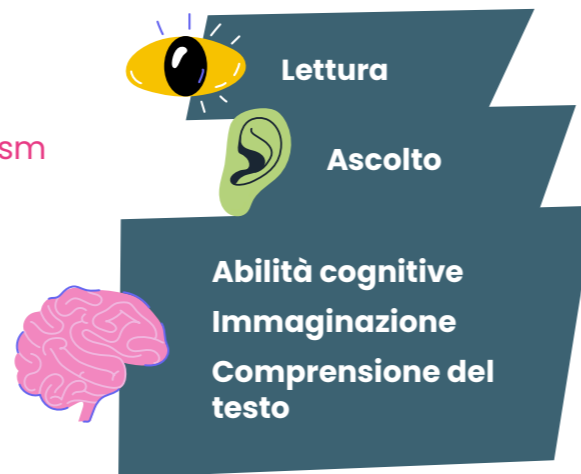 Lettura
sm
Ascolto
Abilità cognitive
Immaginazione
Comprensione del
testo